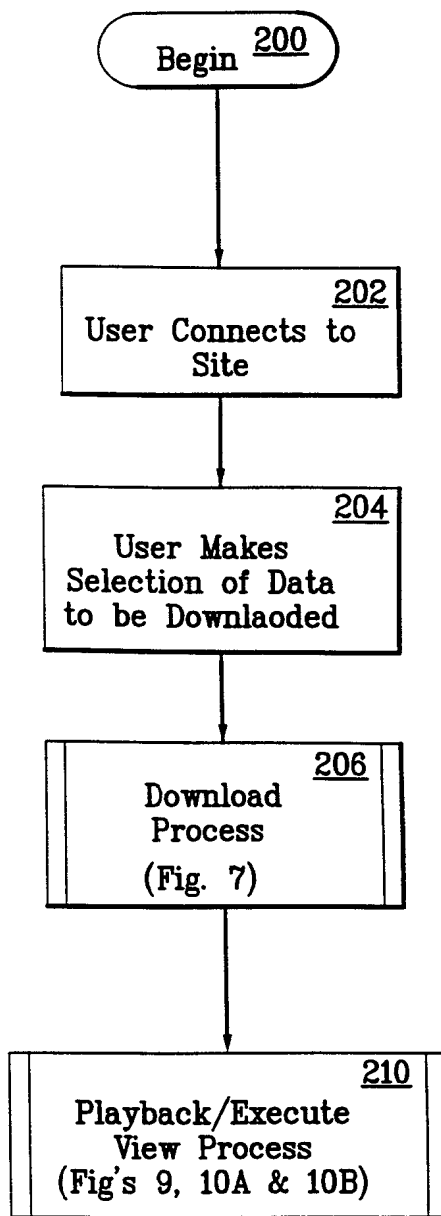 Begin 200
202
User Connects to
Site
204
User Makes
Selection of Data
to be Downlaoded
206
Download
Process
(Fig. 7)
210
Playback/Execute
View Process
(Fig's 9, 10A & 10B)